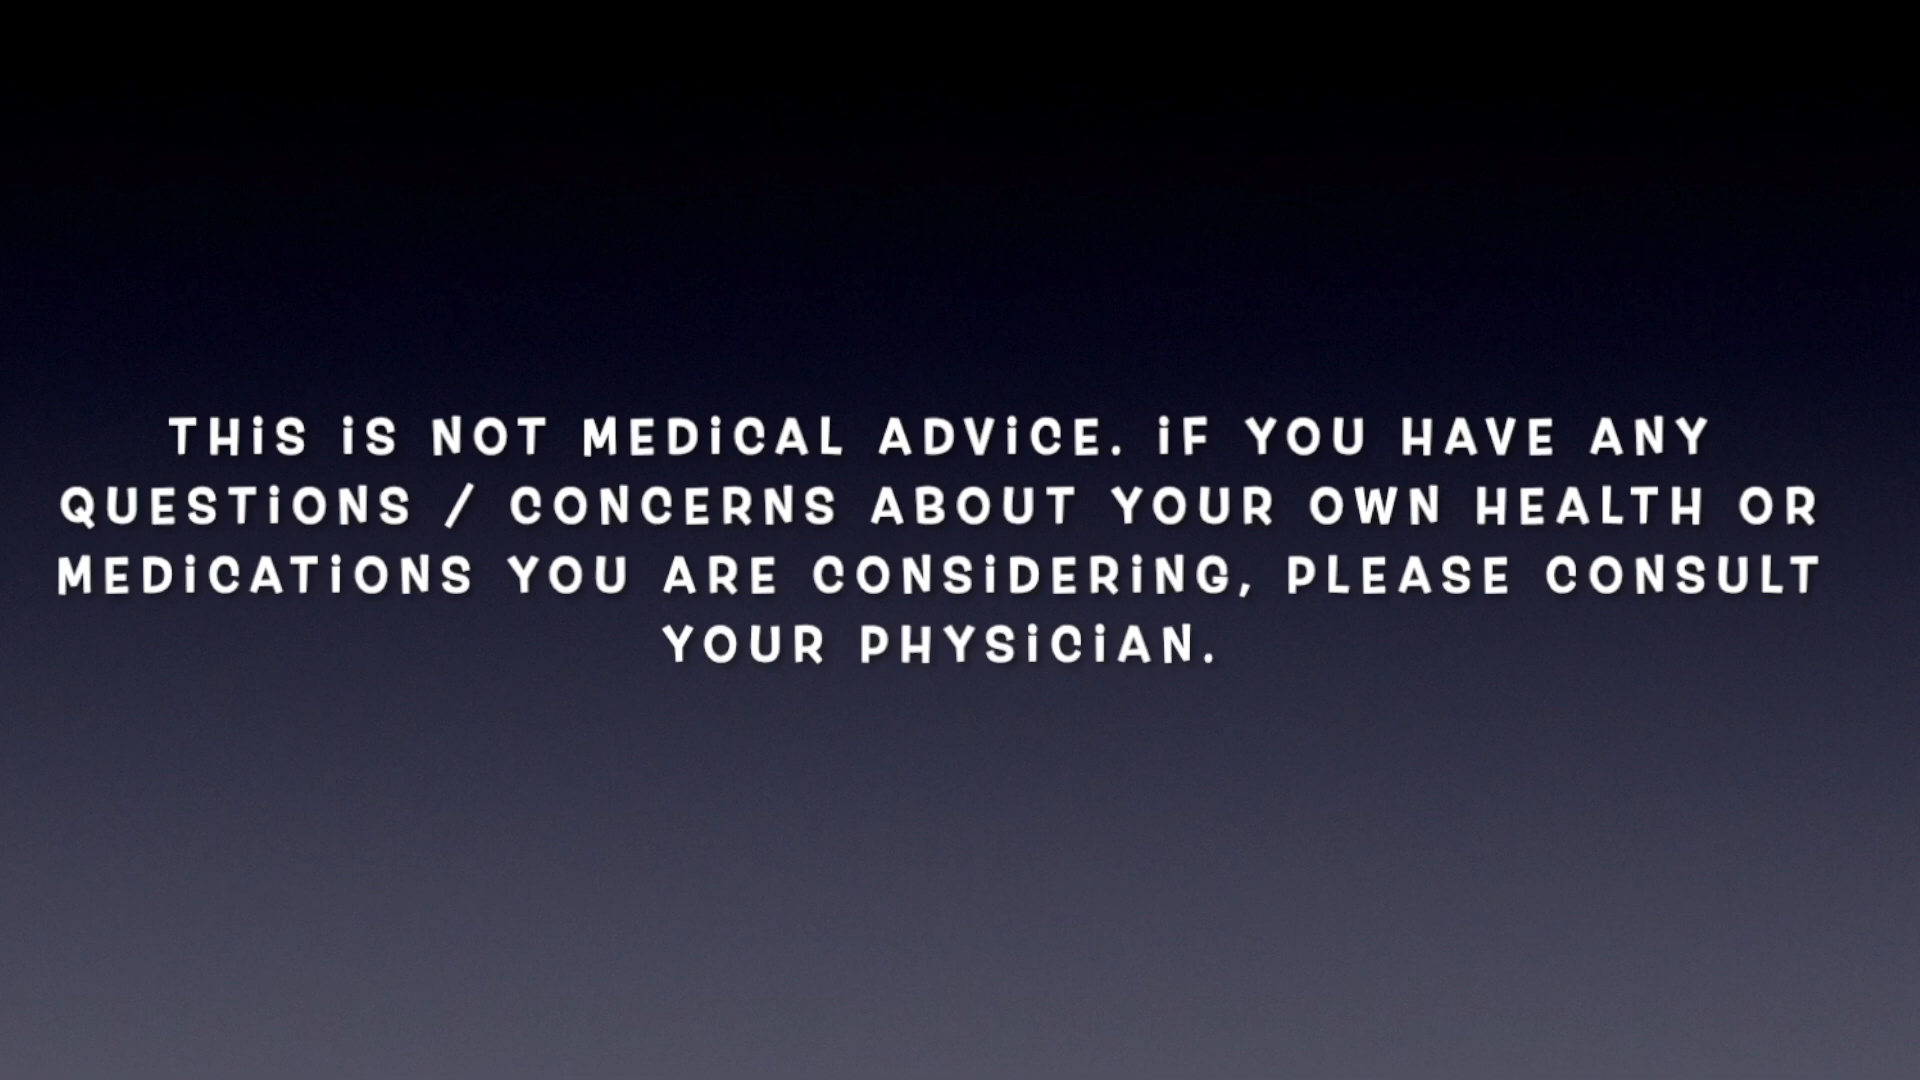 THiS iS NOT MEDiCAL ADViCE. iF YOU HAVE ANY
QUESTiONS / CONCERNS ABOUT YOUR OWN HEALTH OR
MEDiCATiONS YOU ARE CONSiDERiNG, PLEASE CONSULT
YOUR PHYSiCiAN.